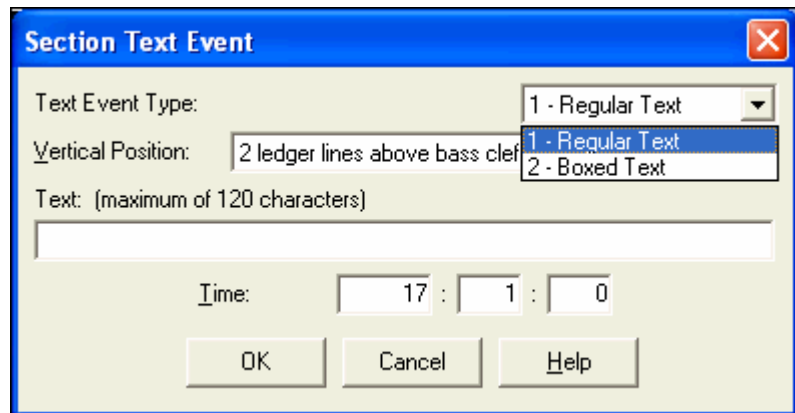 Section Text Event
Text Event Type: 1 - Regular Text
1 - Regular Text
2 - Boxed Text
Vertical Position: 2 ledger lines above bass clef
Text: (maximum of 120 characters)
Time: 17 : 1 : 0
OK Cancel Help